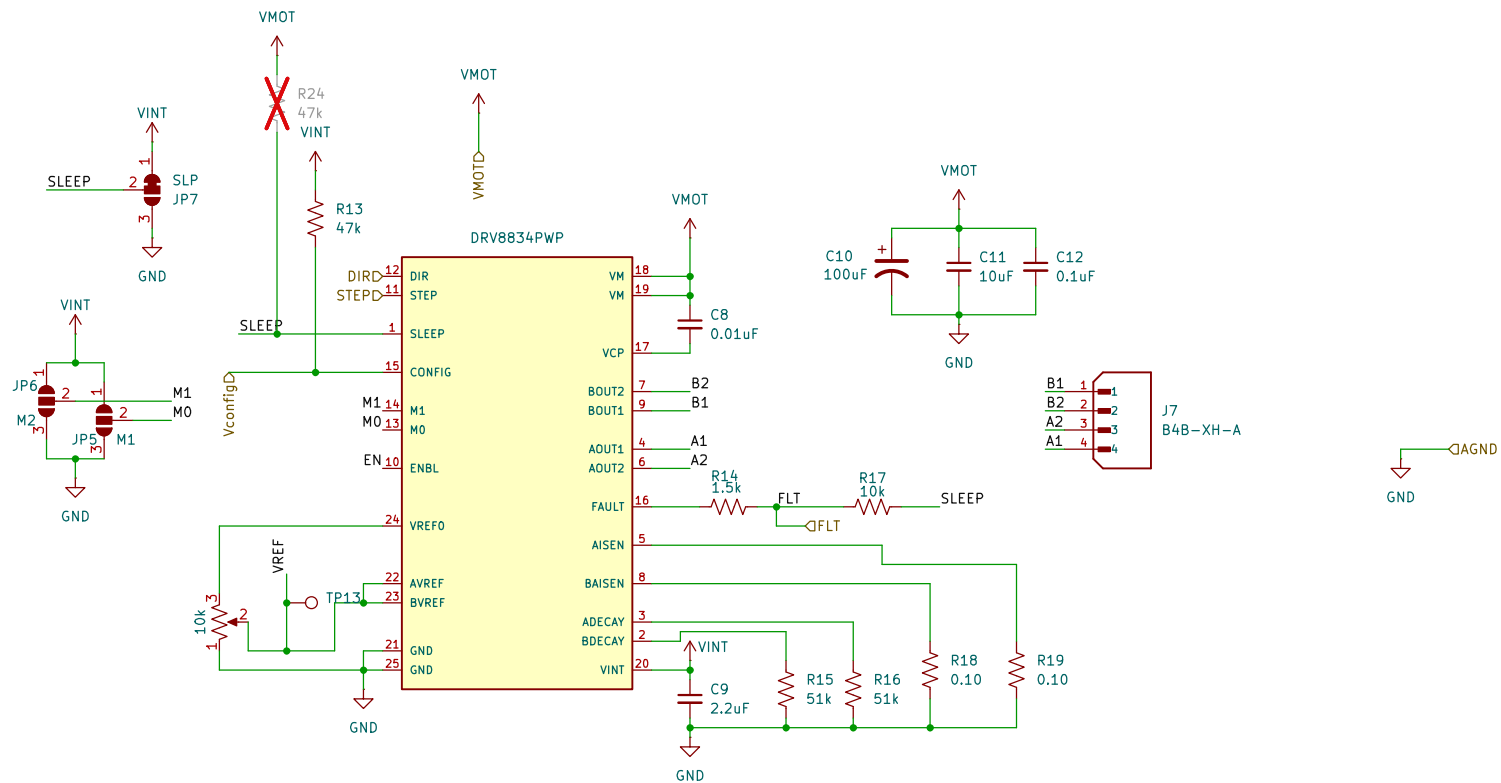 VMOT
R24
47k
VINT
VMOT
VMOT
VINT
SLEEP
1
2
3
SLP
JP7
GND
R13
47k
VMOT
VMOT
C10
100uF
C11
10uF
C12
0.1uF
GND
DRV8834PWP
DIR
12
DIR
STEP
11
STEP
SLEEP
1
SLEEP
15
CONFIG
Vconfig
M1
14
M1
M0
13
M0
EN
10
ENBL
24
VREF0
22
AVREF
23
BVREF
21
GND
25
GND
VM
18
VM
19
C8
0.01uF
VCP
17
BOUT2
7
B2
BOUT1
9
B1
AOUT1
4
A1
AOUT2
6
A2
FAULT
16
R14
1.5k
FLT
R17
10k
SLEEP
FLT
AISEN
5
BAISEN
8
ADECAY
3
BDECAY
2
VINT
VINT
20
C9
2.2uF
GND
R15
51k
R16
51k
R18
0.10
R19
0.10
VINT
JP6
1
2
3
M2
M1
JP5
1
2
3
M1
M0
GND
VREF
TP13
10k
3
2
1
GND
B1
1
1
B2
2
2
A2
3
3
A1
4
4
J7
B4B-XH-A
AGND
GND